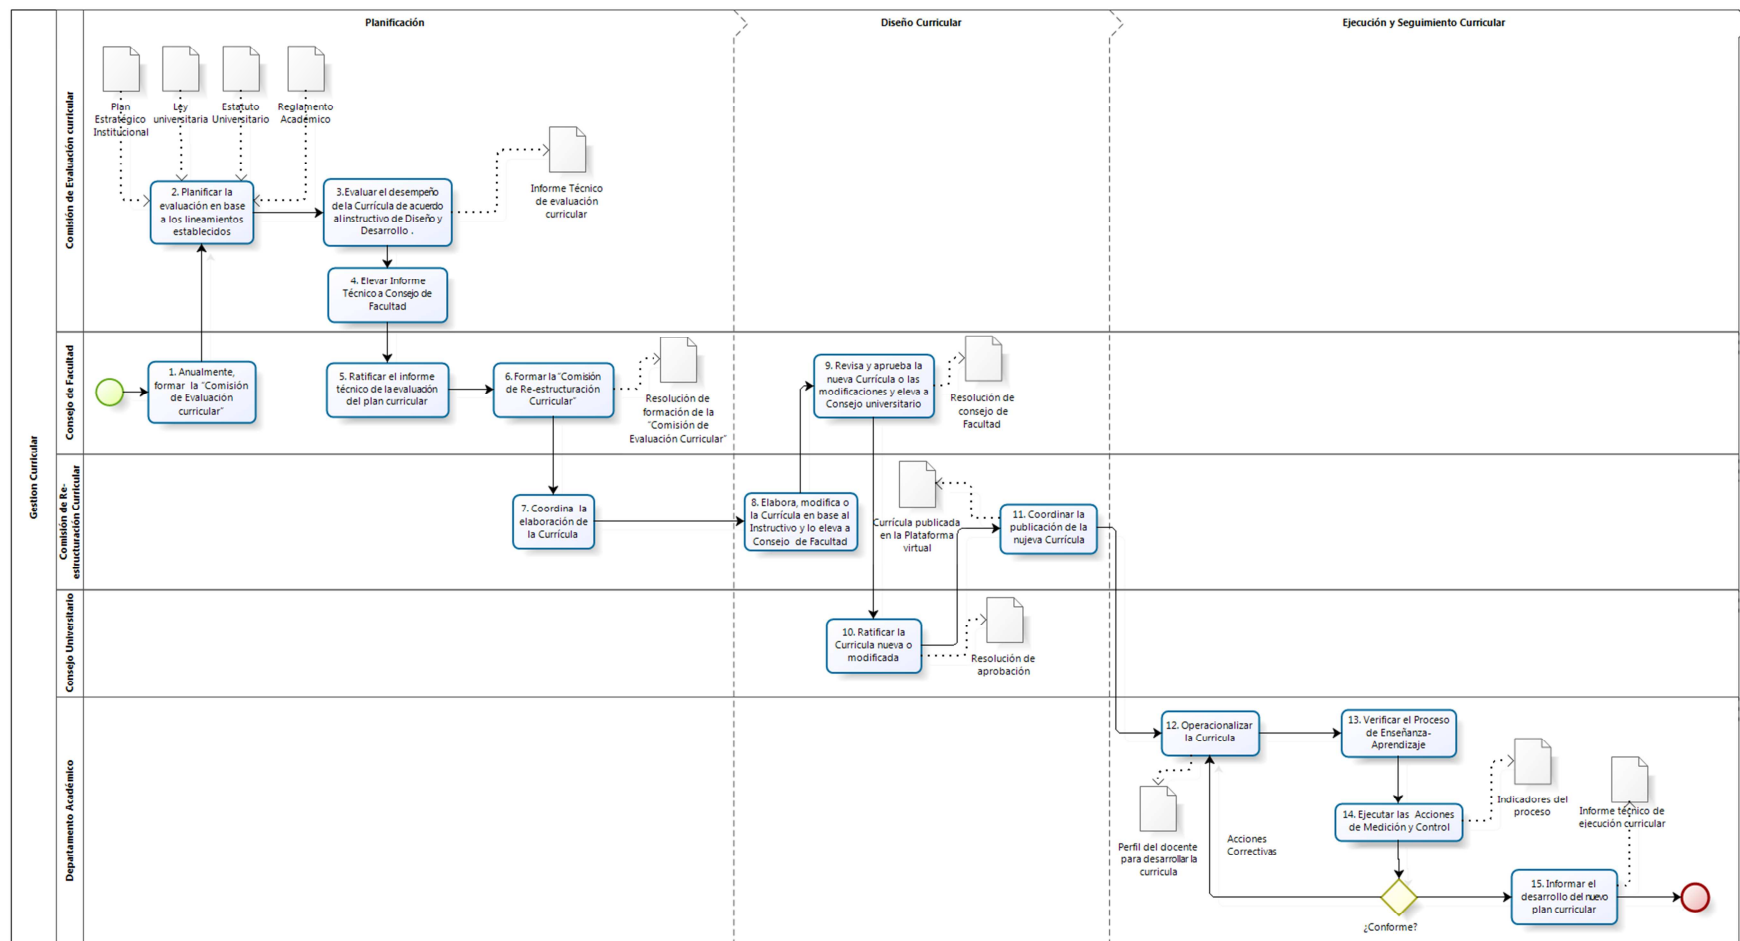 Planificación
Diseño Curricular
Ejecución y Seguimiento Curricular
Gestion Curricular
Comisión de Evaluación curricular
Plan
Estratégico
Institucional
Ley
universitaria
Estatuto
Universitario
Reglamento
Académico
2. Planificar la
evaluación en base
a los lineamientos
establecidos
3.Evaluar el desempeño
de la Currícula de acuerdo
al instructivo de Diseño y
Desarrollo .
Informe Técnico
de evaluación
curricular
4. Elevar Informe
Técnico a Consejo de
Facultad
Consejo de Facultad
1. Anualmente,
formar la "Comisión
de Evaluación
curricular"
5. Ratificar el informe
técnico de la evaluación
del plan curricular
6. Formar la "Comisión
de Re-estructuración
Curricular"
Resolución de
formación de la
"Comisión de
Evaluación Curricular"
9. Revisa y aprueba la
nueva Currícula o las
modificaciones y eleva a
Consejo universitario
Resolución de
consejo de
Facultad
Comisión de Re-
estructuración Curricular
7. Coordina la
elaboración de
la Currícula
8. Elabora, modifica o
la Currícula en base al
Instructivo y lo eleva a
Consejo de Facultad
Currícula publicada
en la Plataforma
virtual
11. Coordinar la
publicación de la
nujeva Currícula
Consejo Universitario
10. Ratificar la
Curricula nueva o
modificada
Resolución de
aprobación
Departamento Académico
12. Operacionalizar
la Curricula
13. Verificar el Proceso
de Enseñanza-
Aprendizaje
Perfil del docente
para desarrollar la
curricula
Acciones
Correctivas
14. Ejecutar las Acciones
de Medición y Control
Indicadores del
proceso
Informe técnico de
ejecución curricular
¿Conforme?
15. Informar el
desarrollo del nuevo
plan curricular